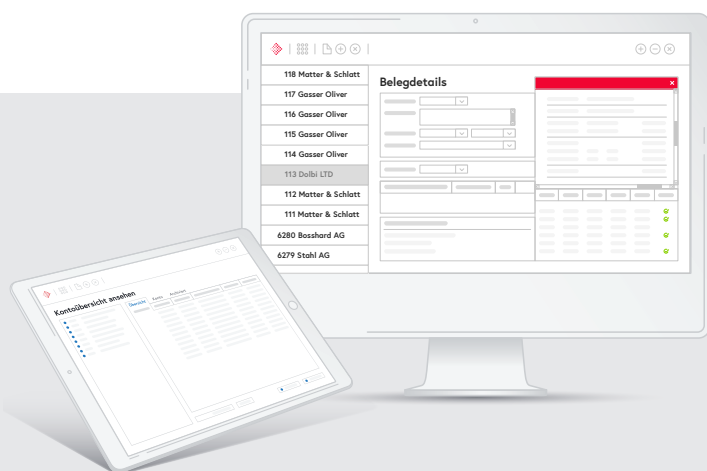 118 Matter & Schlatt
117 Gasser Oliver
116 Gasser Oliver
115 Gasser Oliver
114 Gasser Oliver
113 Dolbi LTD
112 Matter & Schlatt
111 Matter & Schlatt
6280 Bosshard AG
6279 Stahl AG
Belegdetails
Kontoübersicht ansehen
Übersicht Konto